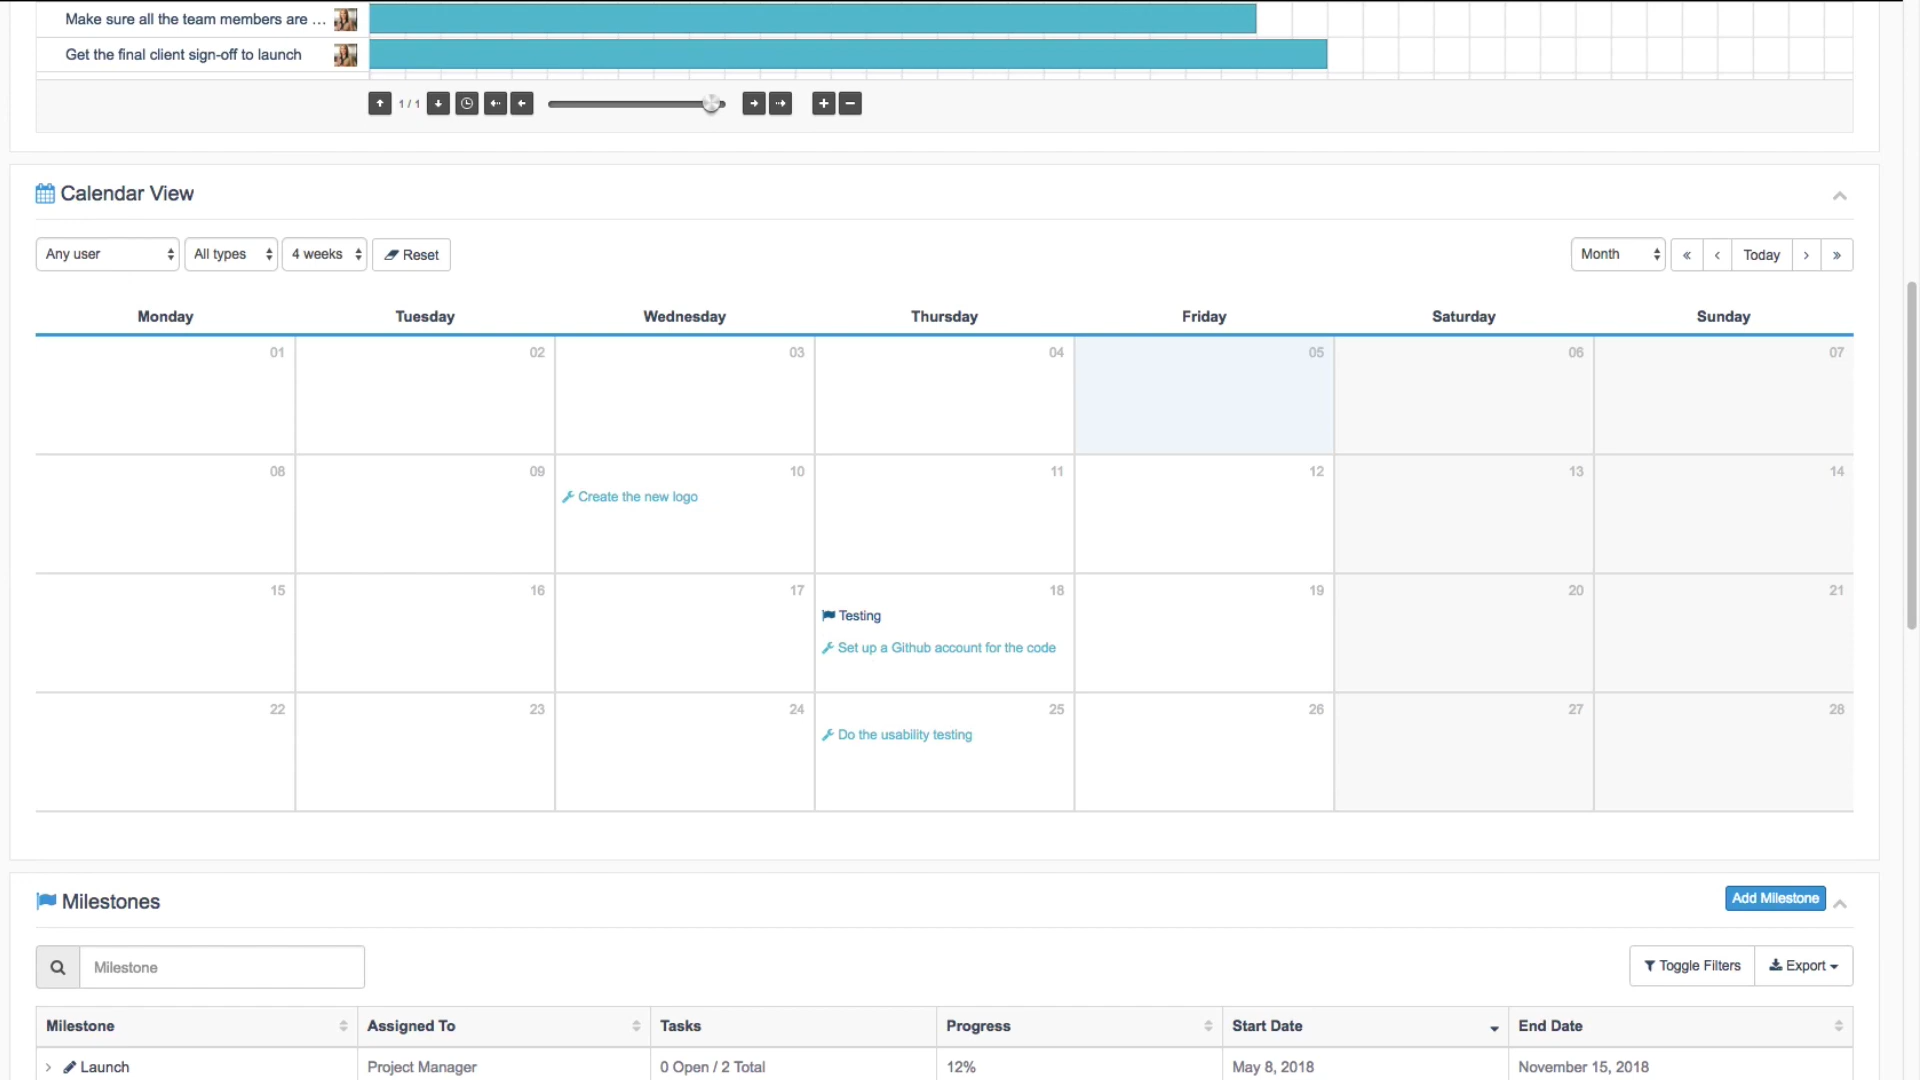 Make sure all the team members are ...
Get the final client sign-off to launch
1 / 1
Calendar View
Any user All types 4 weeks Reset Month « ‹ Today › »
Monday Tuesday Wednesday Thursday Friday Saturday Sunday
01 02 03 04 05 06 07
08 09 10 11 12 13 14
Create the new logo
15 16 17 18 19 20 21
Testing
Set up a Github account for the code
22 23 24 25 26 27 28
Do the usability testing
Milestones Add Milestone
Milestone Toggle Filters Export
Milestone Assigned To Tasks Progress Start Date End Date
Launch Project Manager 0 Open / 2 Total 12% May 8, 2018 November 15, 2018